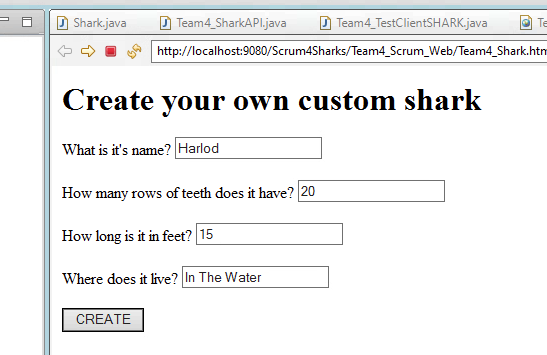 Shark.java Team4_SharkAPI.java Team4_TestClientSHARK.java Te
http://localhost:9080/Scrum4Sharks/Team4_Scrum_Web/Team4_Shark.htm
Create your own custom shark
What is it's name? Harlod
How many rows of teeth does it have? 20
How long is it in feet? 15
Where does it live? In The Water
CREATE